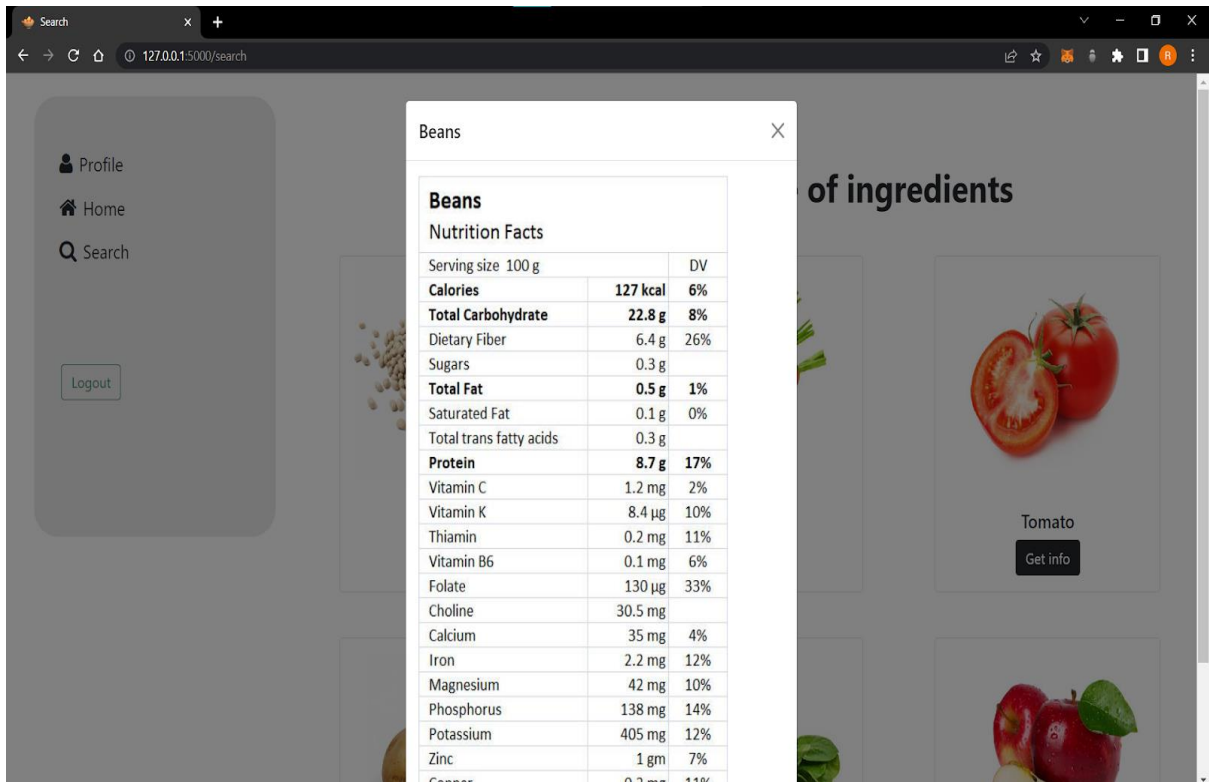 Search
127.0.0.1:5000/search
R
Profile
Home
Search
Logout
of ingredients
Beans
Beans
Nutrition Facts
Serving size 100 g DV
Calories 127 kcal 6%
Total Carbohydrate 22.8 g 8%
Dietary Fiber 6.4 g 26%
Sugars 0.3 g
Total Fat 0.5 g 1%
Saturated Fat 0.1 g 0%
Total trans fatty acids 0.3 g
Protein 8.7 g 17%
Vitamin C 1.2 mg 2%
Vitamin K 8.4 µg 10%
Thiamin 0.2 mg 11%
Vitamin B6 0.1 mg 6%
Folate 130 µg 33%
Choline 30.5 mg
Calcium 35 mg 4%
Iron 2.2 mg 12%
Magnesium 42 mg 10%
Phosphorus 138 mg 14%
Potassium 405 mg 12%
Zinc 1 gm 7%
Tomato
Get info